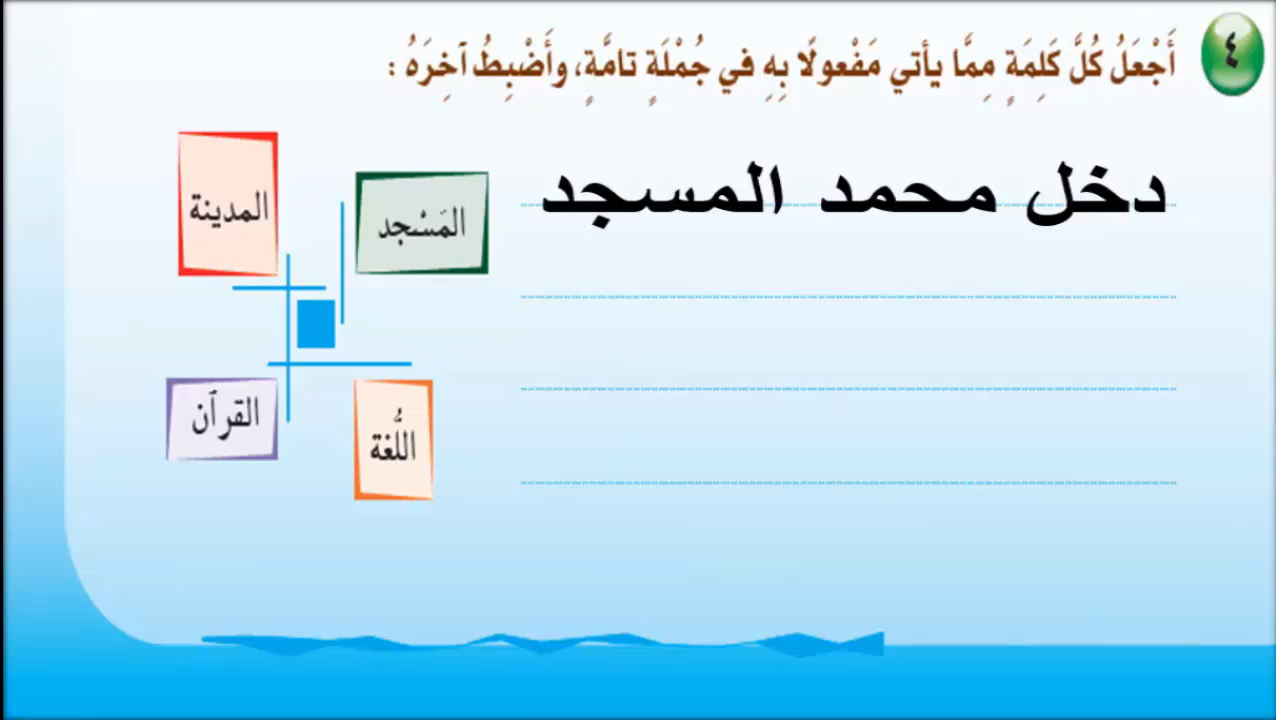 ٤
أَجْعَلُ كُلَّ كَلِمَةٍ مِمَّا يأتي مَفْعولًا بِهِ في جُمْلَةٍ تامَّةٍ، وأَضْبِطُ آخِرَهُ :
دخل محمد المسجد
المَسْجد
المدينة
اللُّغة
القرآن